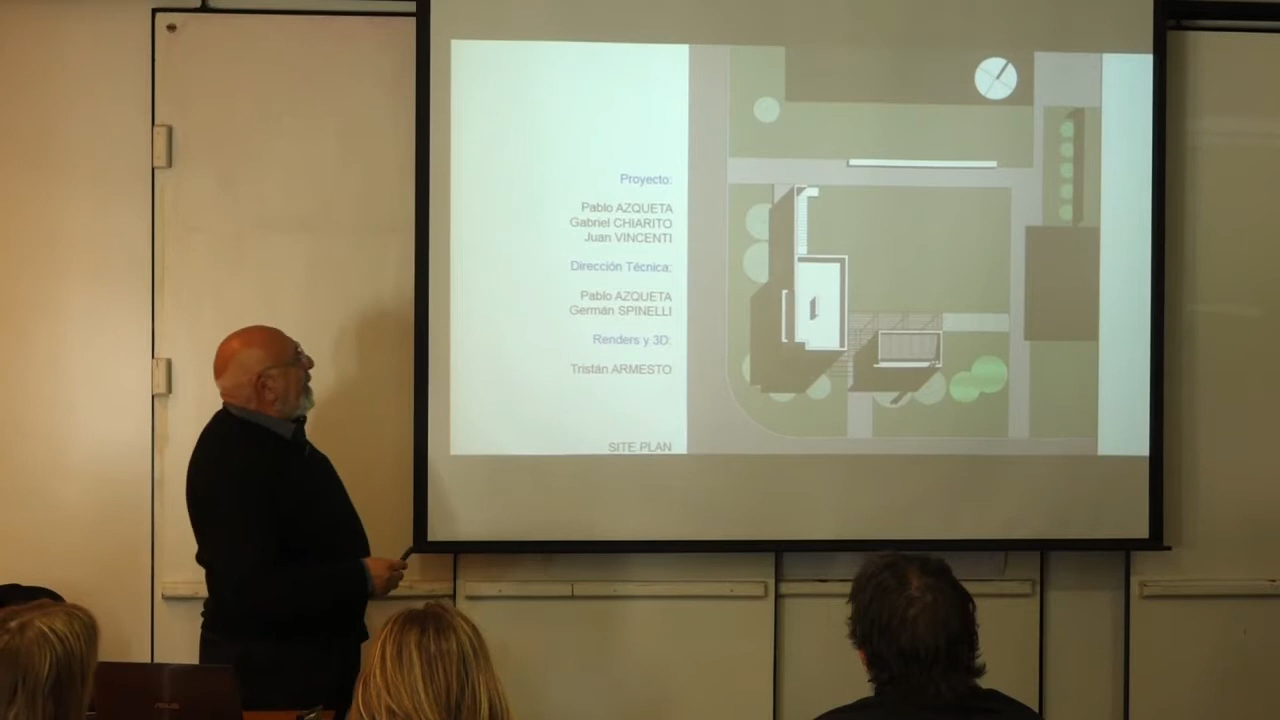 Proyecto:
Pablo AZQUETA
Gabriel CHIARITO
Juan VINCENTI
Dirección Técnica:
Pablo AZQUETA
Germán SPINELLI
Renders y 3D:
Tristán ARMESTO
SITE PLAN
ASUS